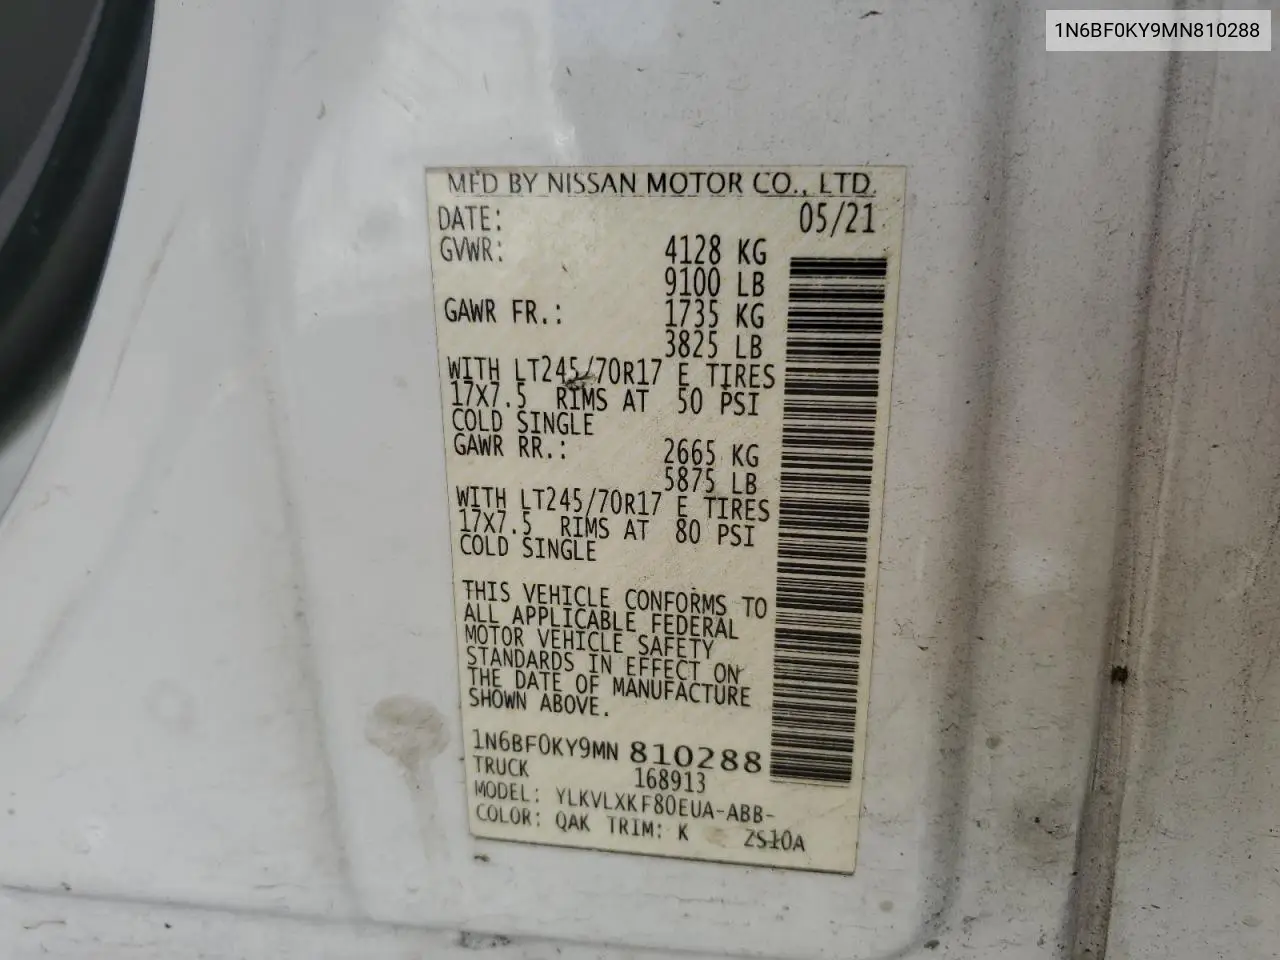 1N6BF0KY9MN810288
MFD BY NISSAN MOTOR CO., LTD.
DATE: 05/21
GVWR: 4128 KG
9100 LB
GAWR FR.: 1735 KG
3825 LB
WITH LT245/70R17 E TIRES
17X7.5 RIMS AT 50 PSI
COLD SINGLE
GAWR RR.: 2665 KG
5875 LB
WITH LT245/70R17 E TIRES
17X7.5 RIMS AT 80 PSI
COLD SINGLE
THIS VEHICLE CONFORMS TO
ALL APPLICABLE FEDERAL
MOTOR VEHICLE SAFETY
STANDARDS IN EFFECT ON
THE DATE OF MANUFACTURE
SHOWN ABOVE.
1N6BF0KY9MN 810288
TRUCK 168913
MODEL: YLKVLXKF80EUA-ABB-
COLOR: QAK TRIM: K ZS10A